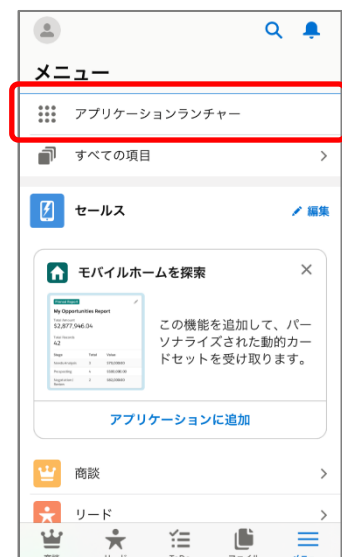 メニュー
アプリケーションランチャー
すべての項目
セールス
編集
モバイルホームを探索
My Opportunities Report
$2,877,946.04
42
この機能を追加して、パー
ソナライズされた動的カー
ドセットを受け取ります。
アプリケーションに追加
商談
リード